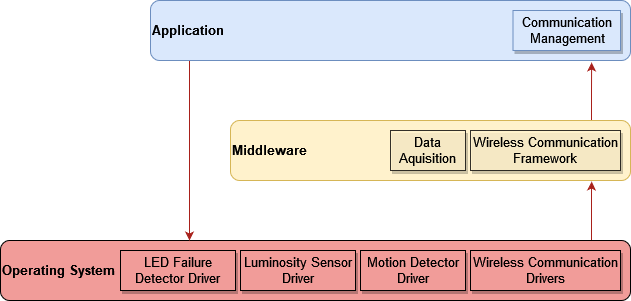 Application
Communication
Management
Middleware
Data
Aquisition
Wireless Communication
Framework
Operating System
LED Failure
Detector Driver
Luminosity Sensor
Driver
Motion Detector
Driver
Wireless Communication
Drivers